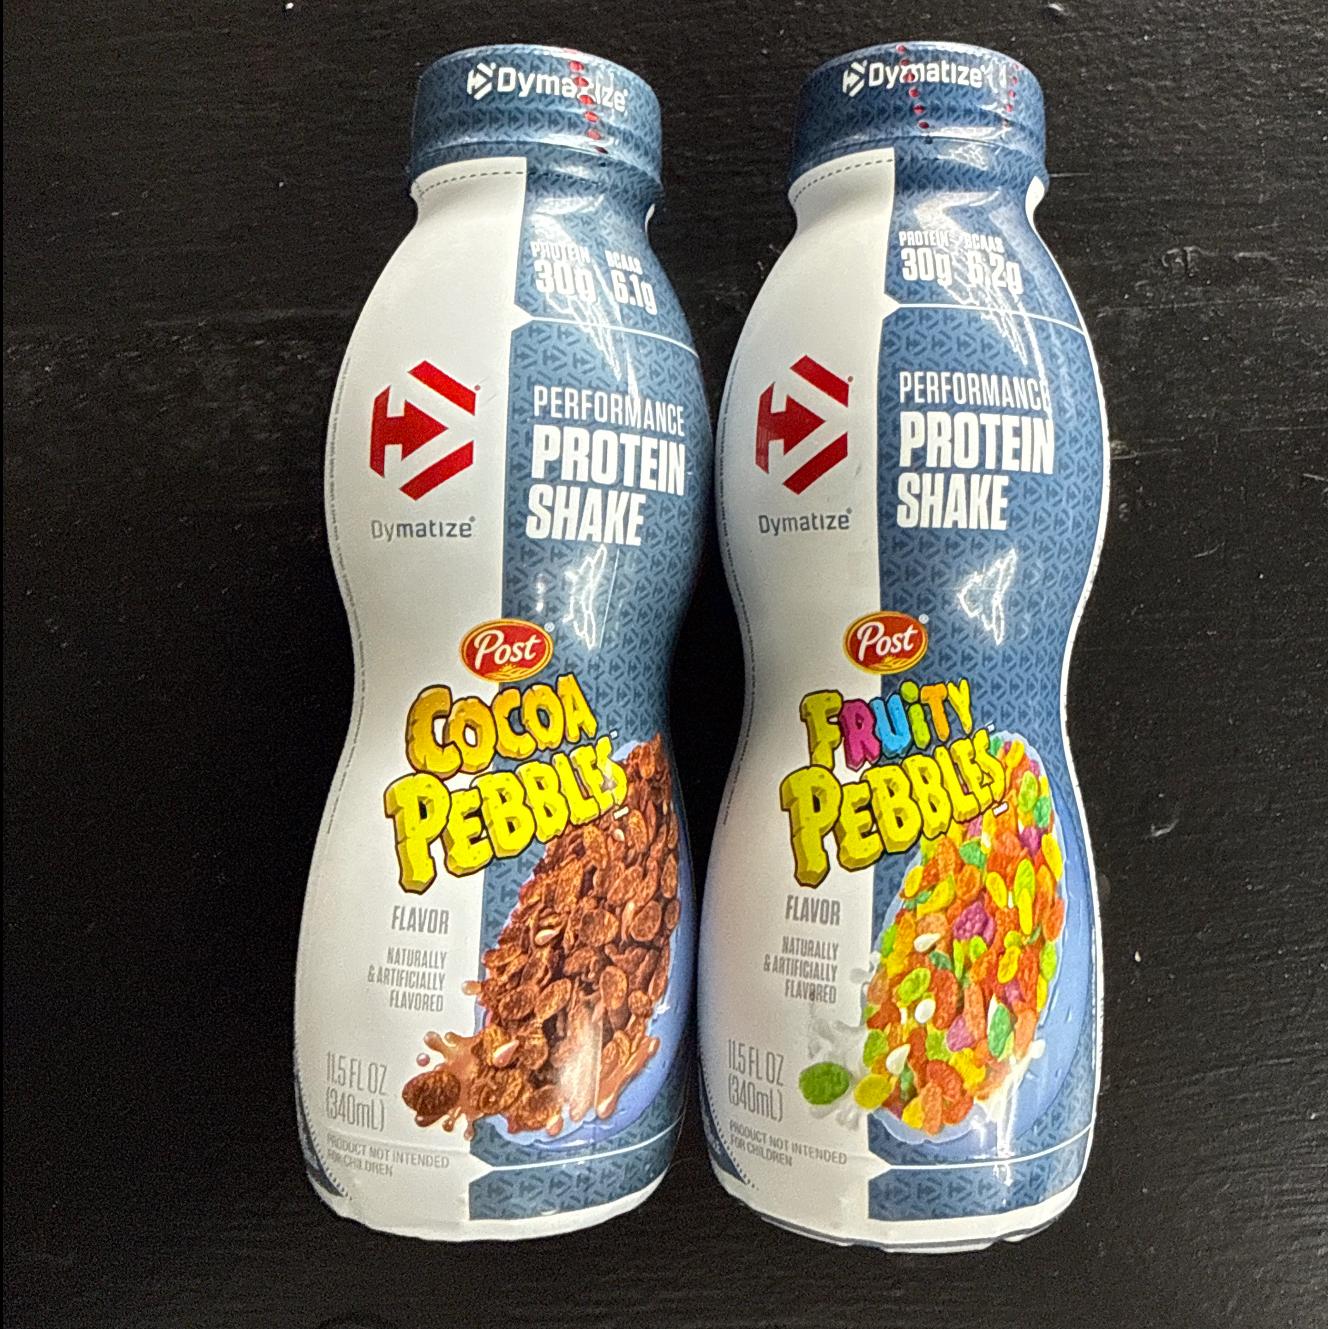 Dymatize
PROTEIN BCAAS
30g 6.1g
Dymatize
PERFORMANCE
PROTEIN
SHAKE
Post
COCOA
PEBBLES
FLAVOR
NATURALLY
& ARTIFICIALLY
FLAVORED
11.5 FL OZ
(340mL)
PRODUCT NOT INTENDED
FOR CHILDREN
Dymatize
PROTEIN BCAAS
30g 6.2g
Dymatize
PERFORMANCE
PROTEIN
SHAKE
Post
FRUITY
PEBBLES
FLAVOR
NATURALLY
& ARTIFICIALLY
FLAVORED
11.5 FL OZ
(340mL)
PRODUCT NOT INTENDED
FOR CHILDREN